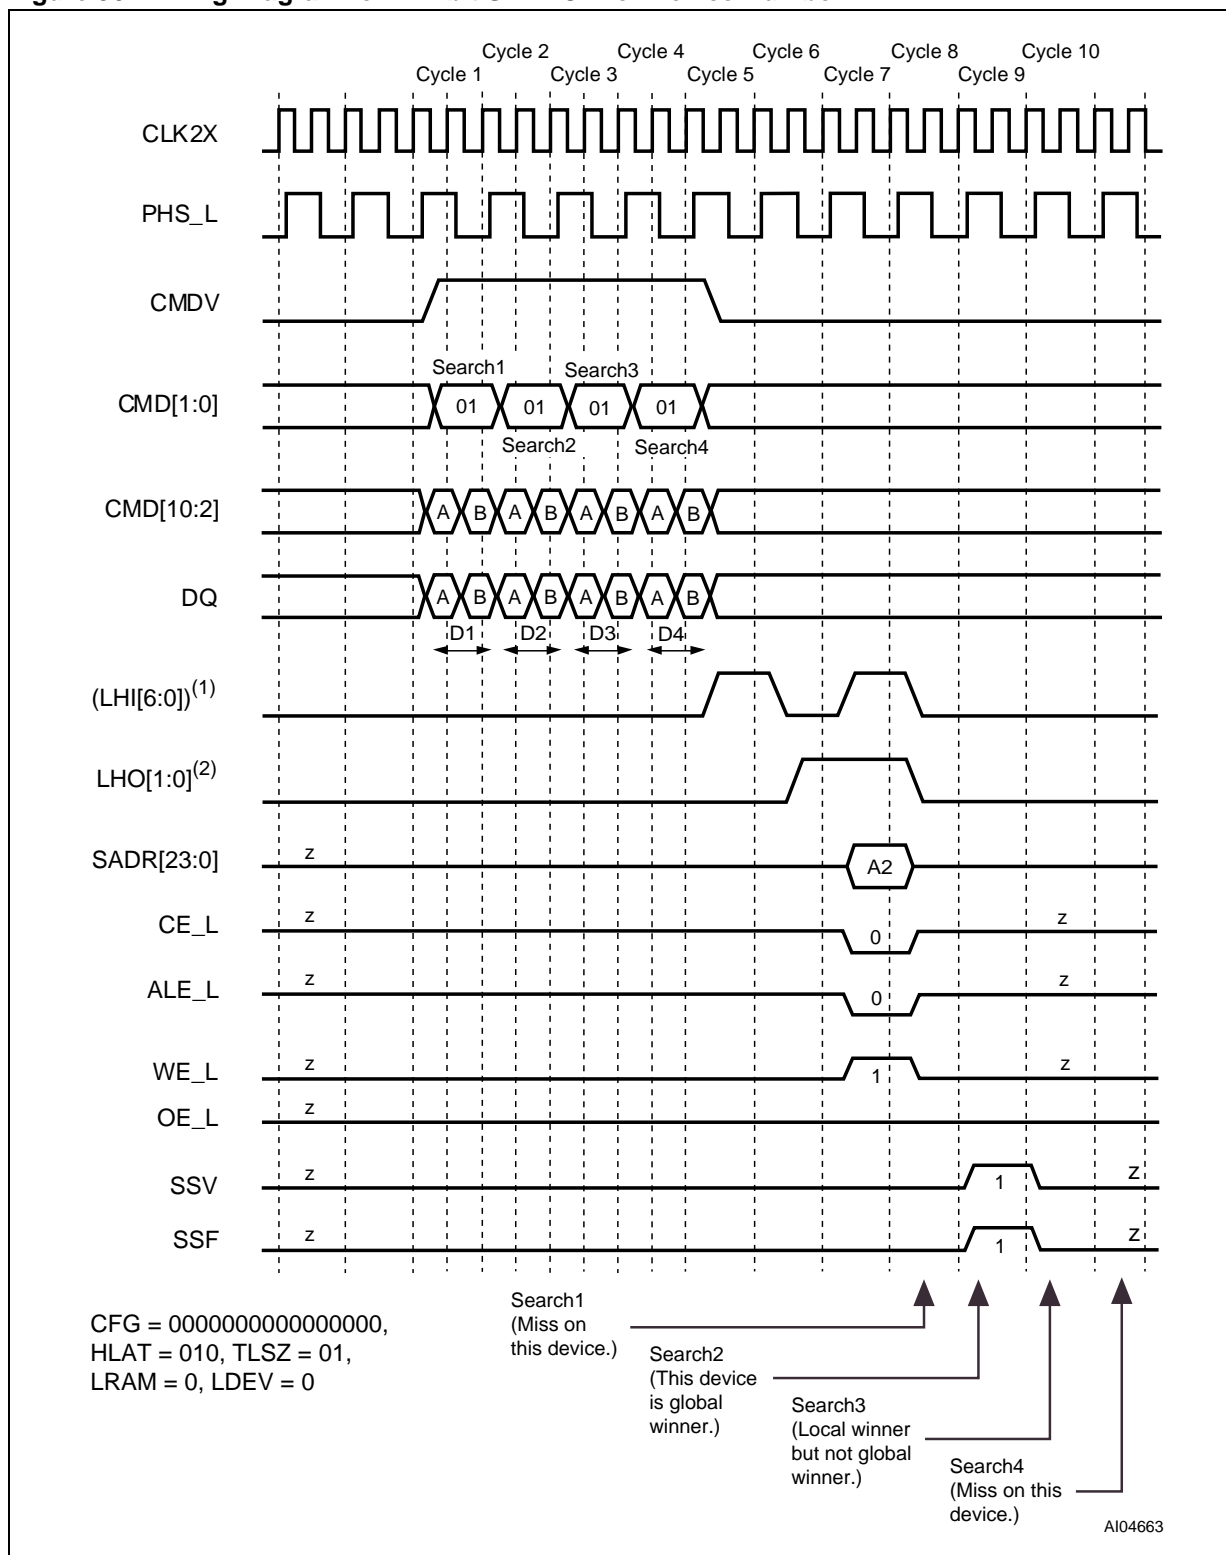 Cycle 2 Cycle 4 Cycle 6 Cycle 8 Cycle 10
Cycle 1 Cycle 3 Cycle 5 Cycle 7 Cycle 9
CLK2X
PHS_L
CMDV
Search1 Search3
CMD[1:0] 01 01 01 01
Search2 Search4
CMD[10:2] A B A B A B A B
DQ A B A B A B A B
D1 D2 D3 D4
(LHI[6:0])(1)
LHO[1:0](2)
SADR[23:0] z A2
CE_L z 0 z
ALE_L z 0 z
WE_L z 1 z
OE_L z
SSV z 1 z
SSF z 1 z
CFG = 0000000000000000,
HLAT = 010, TLSZ = 01,
LRAM = 0, LDEV = 0
Search1
(Miss on
this device.)
Search2
(This device
is global
winner.)
Search3
(Local winner
but not global
winner.)
Search4
(Miss on this
device.)
AI04663